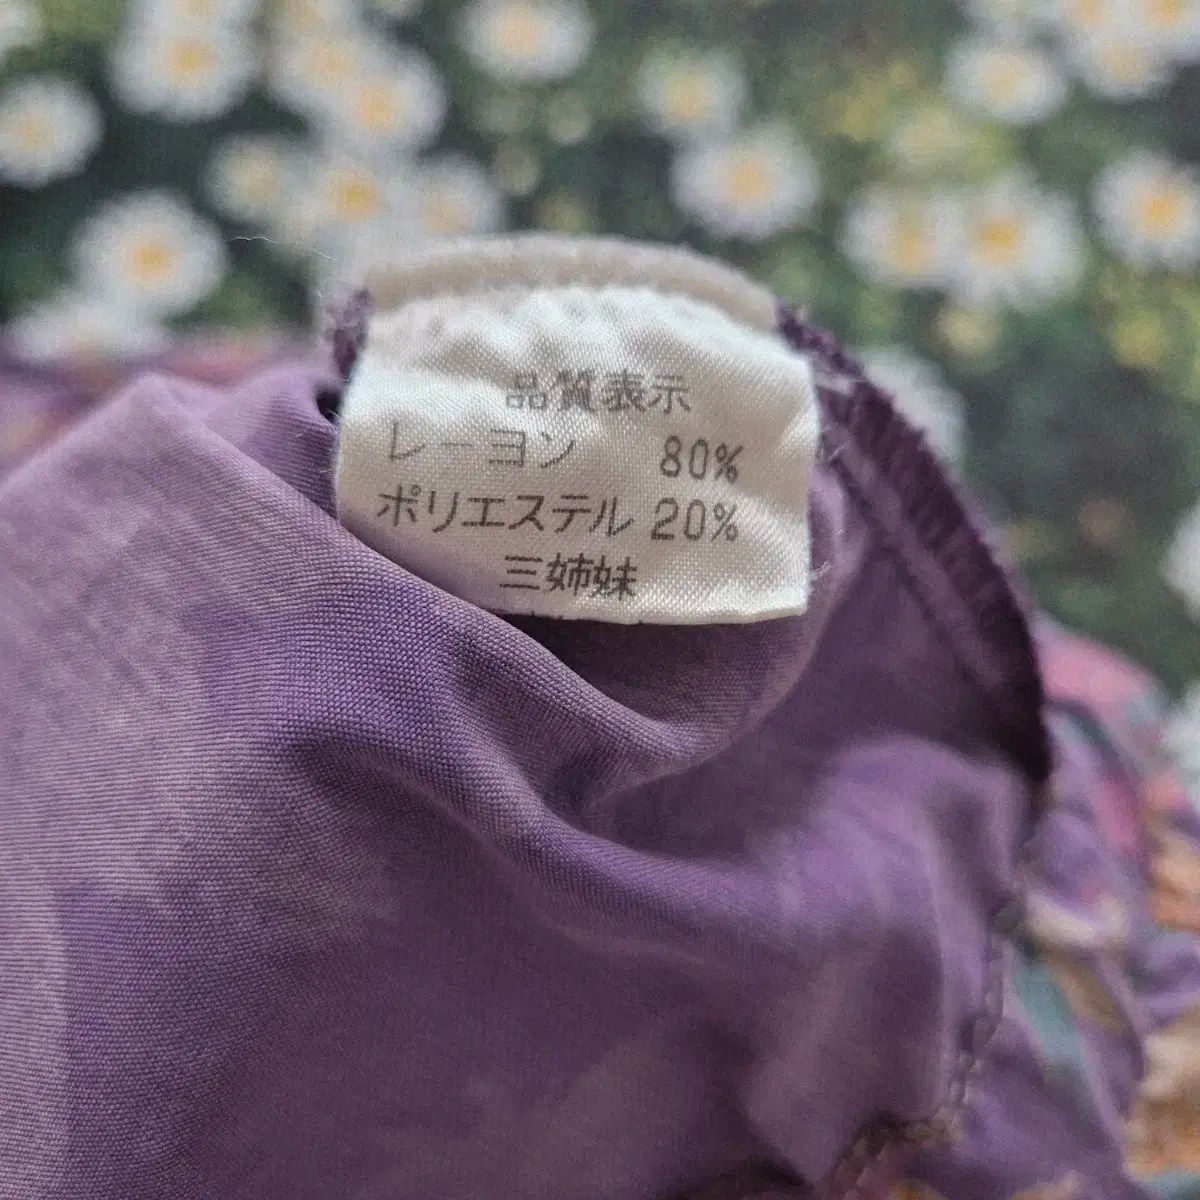 品質表示
レーヨン 80%
ポリエステル 20%
三姉妹